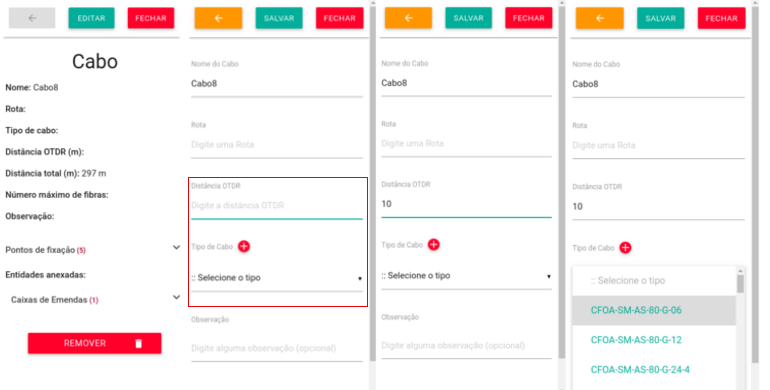 EDITAR
FECHAR
Cabo
Nome: Cabo8
Rota:
Tipo de cabo:
Distância OTDR (m):
Distância total (m): 297 m
Número máximo de fibras:
Observação:
Pontos de fixação (5)
Entidades anexadas:
Caixas de Emendas (1)
REMOVER
SALVAR
FECHAR
Nome do Cabo
Cabo8
Rota
Digite uma Rota
Distância OTDR
Digite a distância OTDR
Tipo de Cabo
:: Selecione o tipo
Observação
Digite alguma observação (opcional)
SALVAR
FECHAR
Nome do Cabo
Cabo8
Rota
Digite uma Rota
Distância OTDR
10
Tipo de Cabo
:: Selecione o tipo
Observação
Digite alguma observação (opcional)
SALVAR
FECHAR
Nome do Cabo
Cabo8
Rota
Digite uma Rota
Distância OTDR
10
Tipo de Cabo
:: Selecione o tipo
CFOA-SM-AS-80-G-06
CFOA-SM-AS-80-G-12
CFOA-SM-AS-80-G-24-4